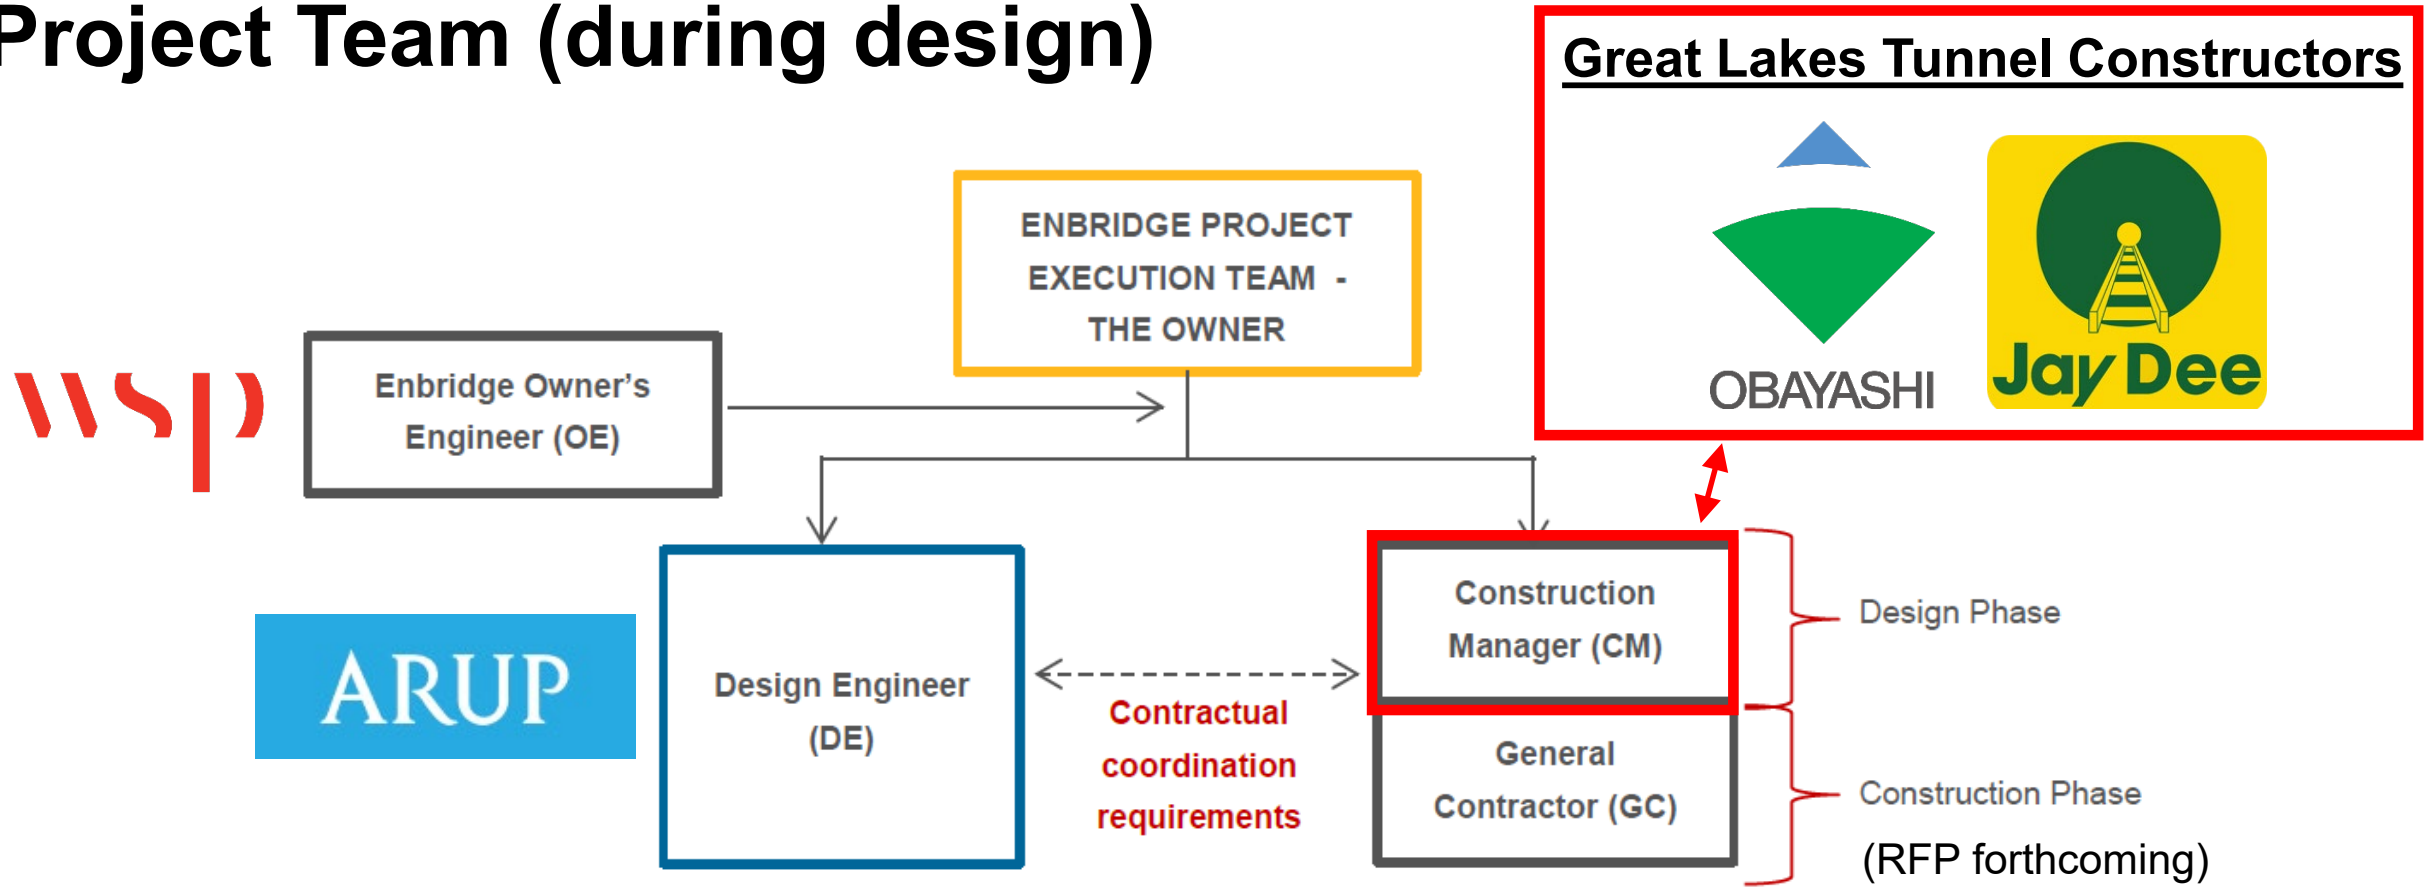 Project Team (during design)
Great Lakes Tunnel Constructors
OBAYASHI
Jay Dee
ENBRIDGE PROJECT
EXECUTION TEAM -
THE OWNER
wsp
Enbridge Owner's
Engineer (OE)
ARUP
Design Engineer
(DE)
Contractual
coordination
requirements
Construction
Manager (CM)
General
Contractor (GC)
Design Phase
Construction Phase
(RFP forthcoming)